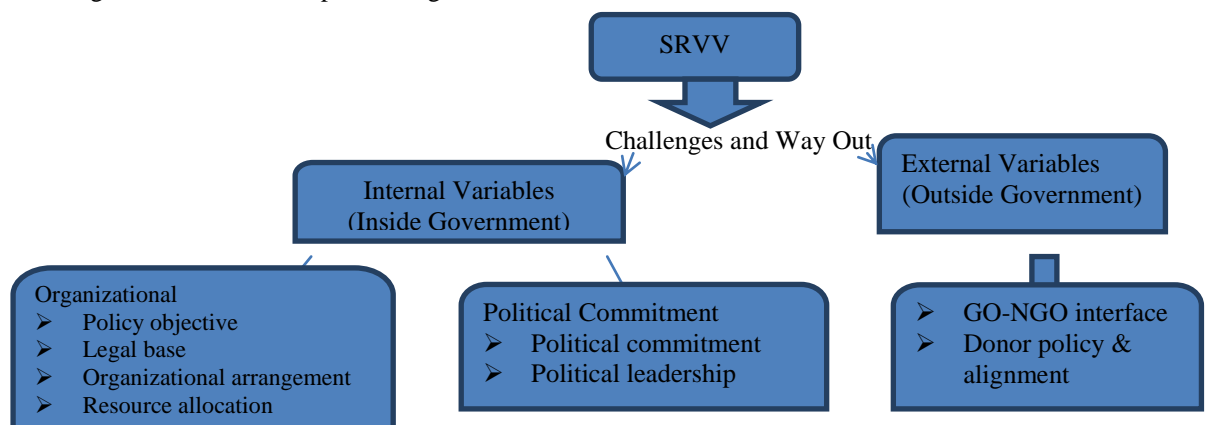 SRVV
Challenges and Way Out
Internal Variables
(Inside Government)
External Variables
(Outside Government)
Organizational
➢ Policy objective
➢ Legal base
➢ Organizational arrangement
➢ Resource allocation
Political Commitment
➢ Political commitment
➢ Political leadership
➢ GO-NGO interface
➢ Donor policy &
alignment